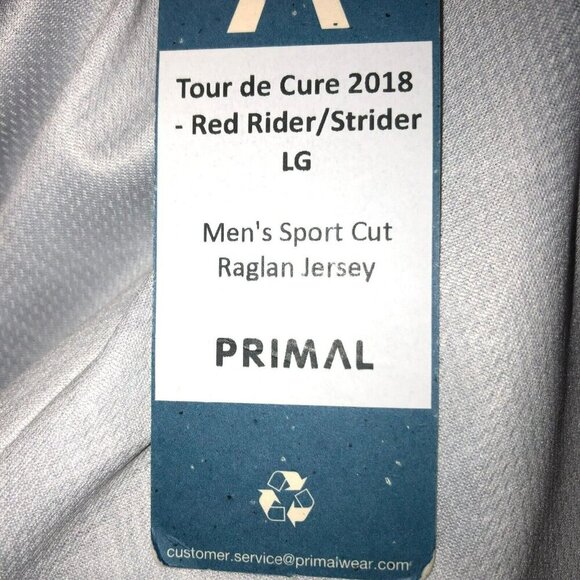 Tour de Cure 2018
- Red Rider/Strider
LG
Men's Sport Cut
Raglan Jersey
PRIMAL
customer.service@primalwear.com